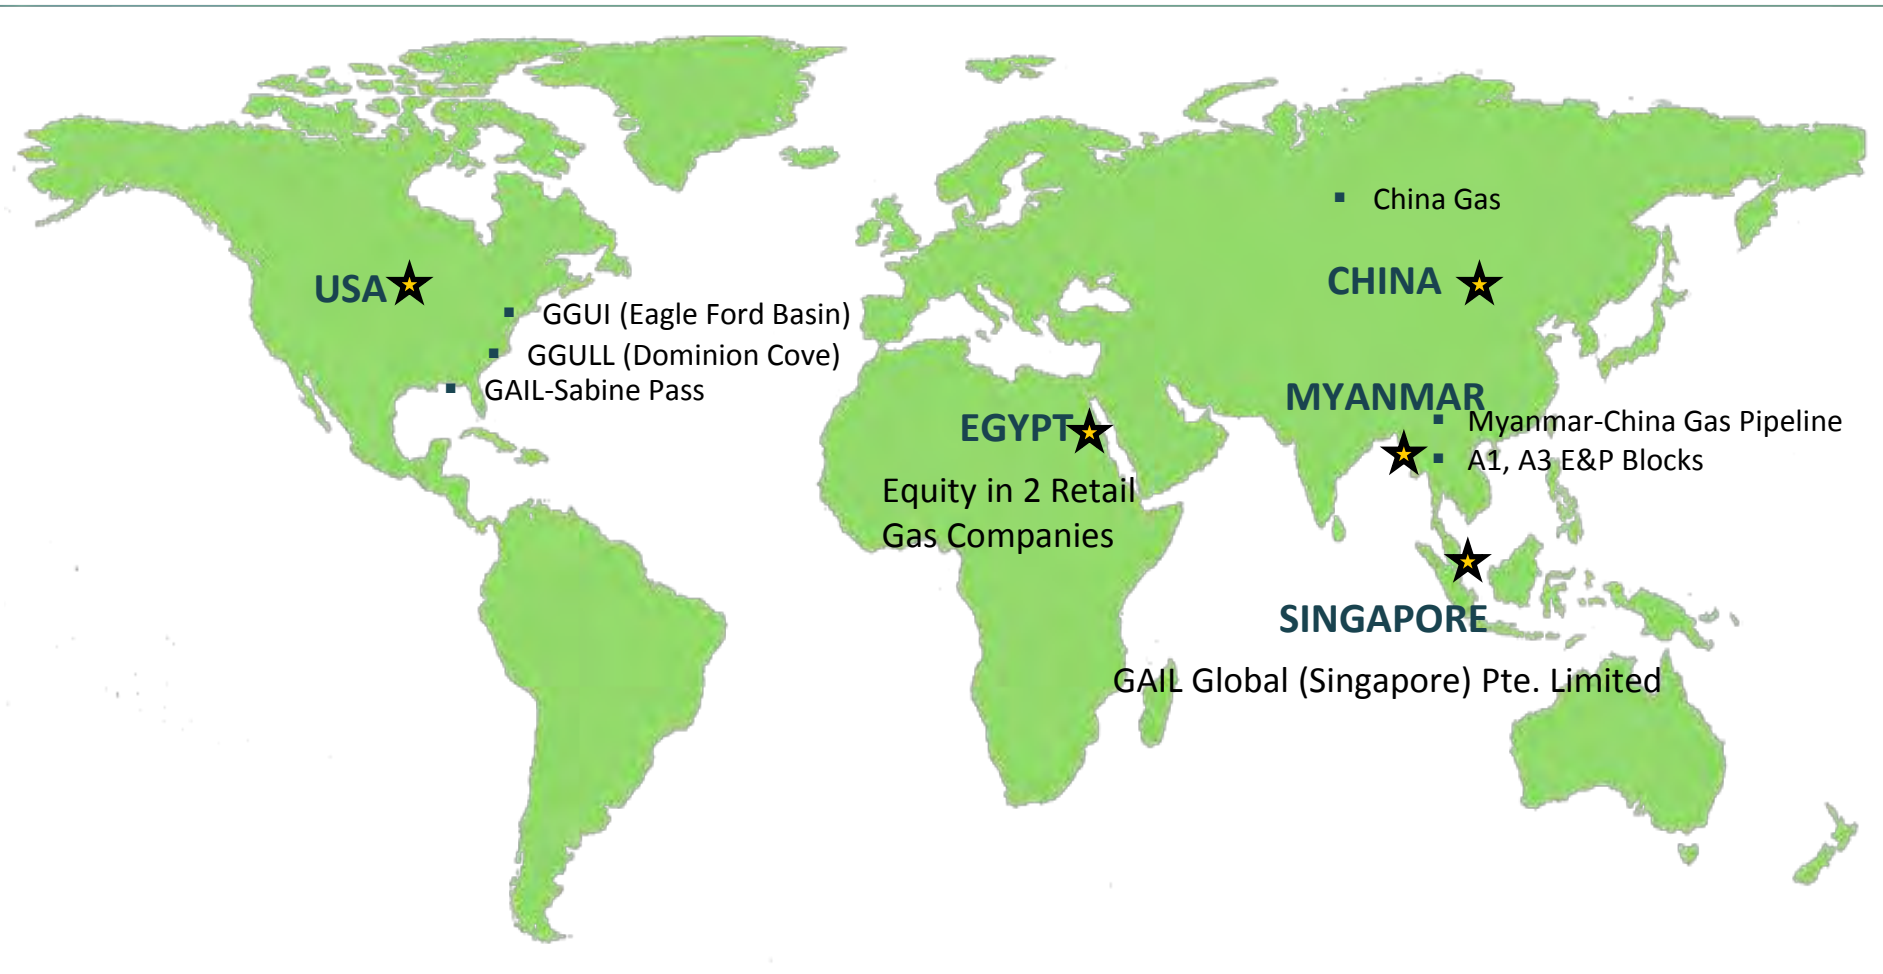 China Gas
USA
CHINA
GGUI (Eagle Ford Basin)
GGULL (Dominion Cove)
GAIL-Sabine Pass
MYANMAR
Myanmar-China Gas Pipeline
A1, A3 E&P Blocks
EGYPT
Equity in 2 Retail
Gas Companies
SINGAPORE
GAIL Global (Singapore) Pte. Limited